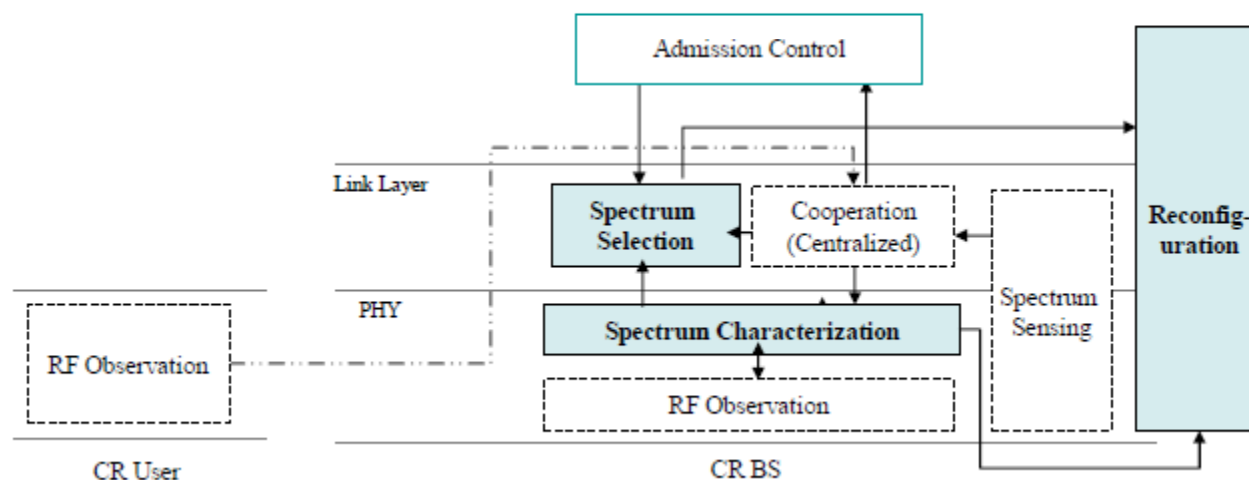 Admission Control
Link Layer
Spectrum
Selection
Cooperation
(Centralized)
Reconfig-
uration
PHY
Spectrum
Sensing
RF Observation
Spectrum Characterization
RF Observation
CR User
CR BS